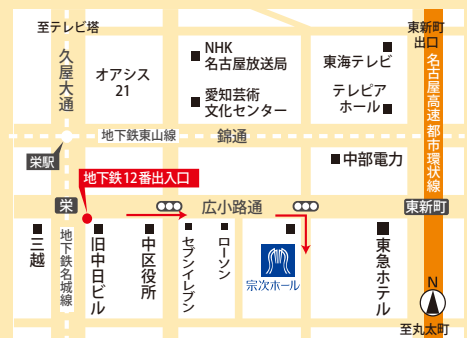 至テレビ塔
久屋大通
オアシス
21
NHK
名古屋放送局
愛知芸術
文化センター
東海テレビ
テレピア
ホール
東新町
出口
名古屋高速都市環状線
地下鉄東山線
錦通
栄駅
中部電力
地下鉄12番出入口
栄
広小路通
東新町
三越
地下鉄名城線
旧中日ビル
中区役所
セブンイレブン
ローソン
宗次ホール
東急ホテル
N
至丸太町